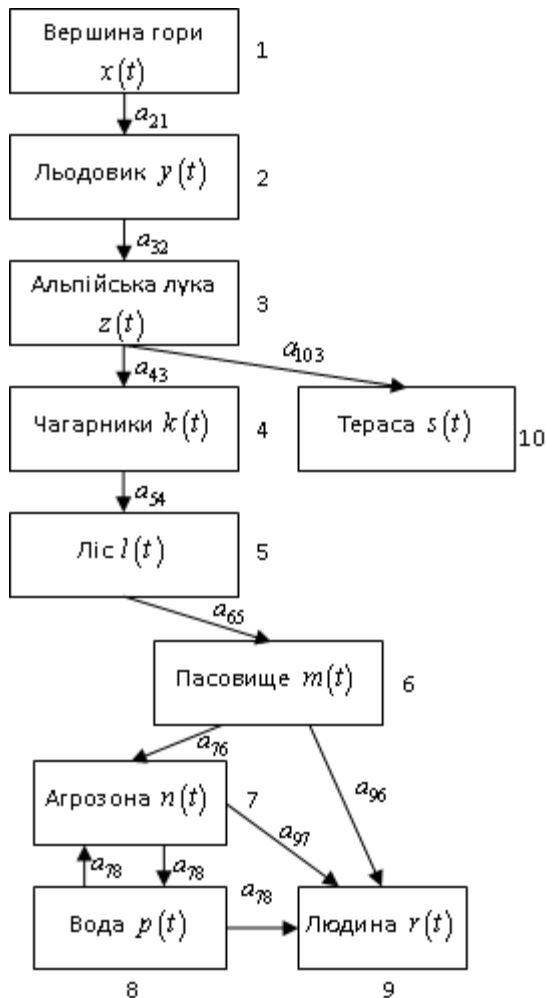 Вершина гори
x(t)
1
a21
Льодовик y(t)
2
a32
Альпійська лука
z(t)
3
a43
a103
Чагарники k(t)
4
Тераса s(t)
10
a54
Ліс l(t)
5
a65
Пасовище m(t)
6
a76
a96
Агрозона n(t)
7
a97
a78
a78
a78
Вода p(t)
Людина r(t)
8
9